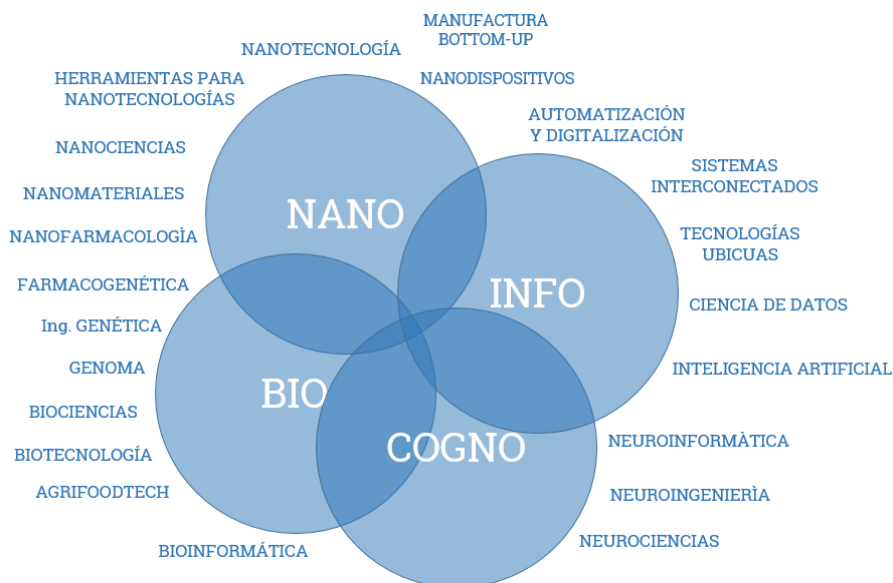 MANUFACTURA
BOTTOM-UP
NANOTECNOLOGÍA
HERRAMIENTAS PARA
NANOTECNOLOGÍAS
NANODISPOSITIVOS
AUTOMATIZACIÓN
Y DIGITALIZACIÓN
NANOCIENCIAS
SISTEMAS
INTERCONECTADOS
NANOMATERIALES
NANO
NANOFARMACOLOGÌA
TECNOLOGÍAS
UBICUAS
FARMACOGENÉTICA
INFO
CIENCIA DE DATOS
Ing. GENÉTICA
GENOMA
INTELIGENCIA ARTIFICIAL
BIO
BIOCIENCIAS
COGNO
NEUROINFORMÀTICA
BIOTECNOLOGÍA
AGRIFOODTECH
NEUROINGENIERÌA
BIOINFORMÁTICA
NEUROCIENCIAS